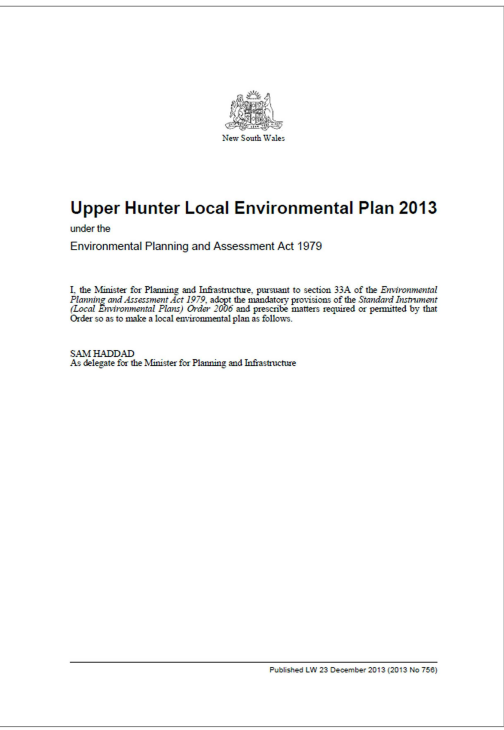 New South Wales
Upper Hunter Local Environmental Plan 2013
under the
Environmental Planning and Assessment Act 1979
I, the Minister for Planning and Infrastructure, pursuant to section 33A of the Environmental
Planning and Assessment Act 1979, adopt the mandatory provisions of the Standard Instrument
(Local Environmental Plans) Order 2006 and prescribe matters required or permitted by that
Order so as to make a local environmental plan as follows.
SAM HADDAD
As delegate for the Minister for Planning and Infrastructure
Published LW 23 December 2013 (2013 No 756)